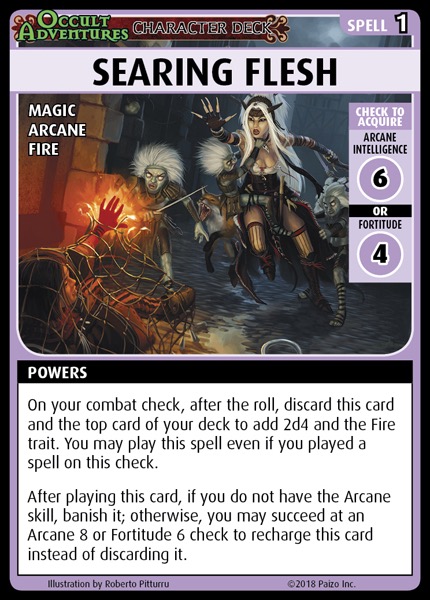 OCCULT
ADVENTURES CHARACTER DECK
SPELL 1
SEARING FLESH
MAGIC
ARCANE
FIRE
CHECK TO
ACQUIRE
ARCANE
INTELLIGENCE
6
OR
FORTITUDE
4
POWERS
On your combat check, after the roll, discard this card
and the top card of your deck to add 2d4 and the Fire
trait. You may play this spell even if you played a
spell on this check.
After playing this card, if you do not have the Arcane
skill, banish it; otherwise, you may succeed at an
Arcane 8 or Fortitude 6 check to recharge this card
instead of discarding it.
Illustration by Roberto Pitturru
©2018 Paizo Inc.